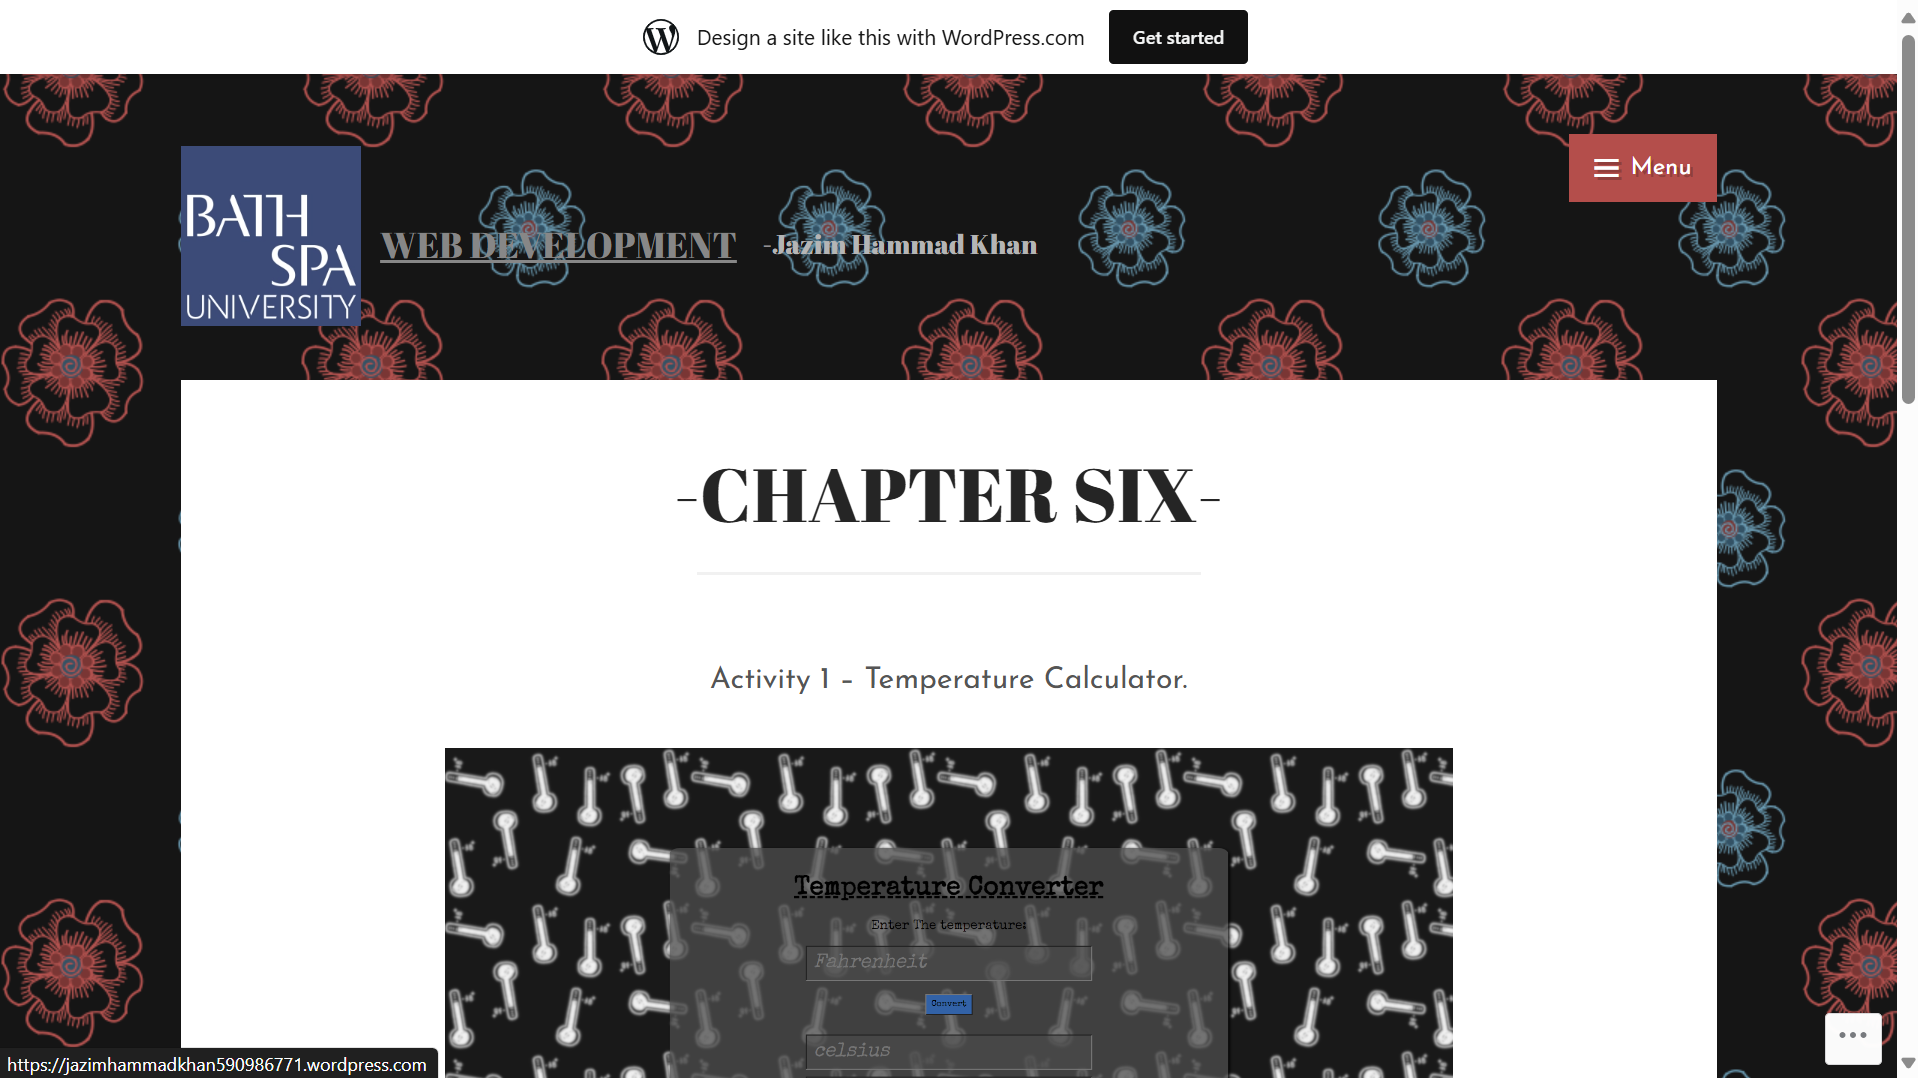 Design a site like this with WordPress.com
Get started
Menu
BATH
SPA
UNIVERSITY
WEB DEVELOPMENT
-Jazim Hammad Khan
-CHAPTER SIX-
Activity 1 – Temperature Calculator.
Temperature Converter
Enter The temperature:
Fahrenheit
Convert
celsius
https://jazimhammadkhan590986771.wordpress.com